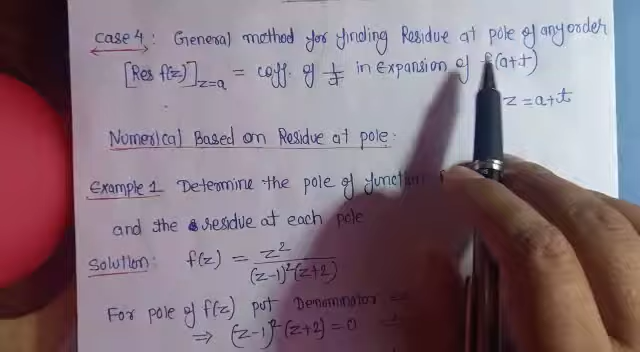 Case 4: General method for finding Residue at pole of any order
[Res f(z)]z=a = coff. of 1/t in Expansion of f(a+t)
z = a+t
Numerical Based on Residue at pole:
Example 1 Determine the pole of function
and the residue at each pole
Solution: f(z) = z²/(z-1)²(z+2)
For pole of f(z) put Denominator =
⇒ (z-1)²(z+2)=0